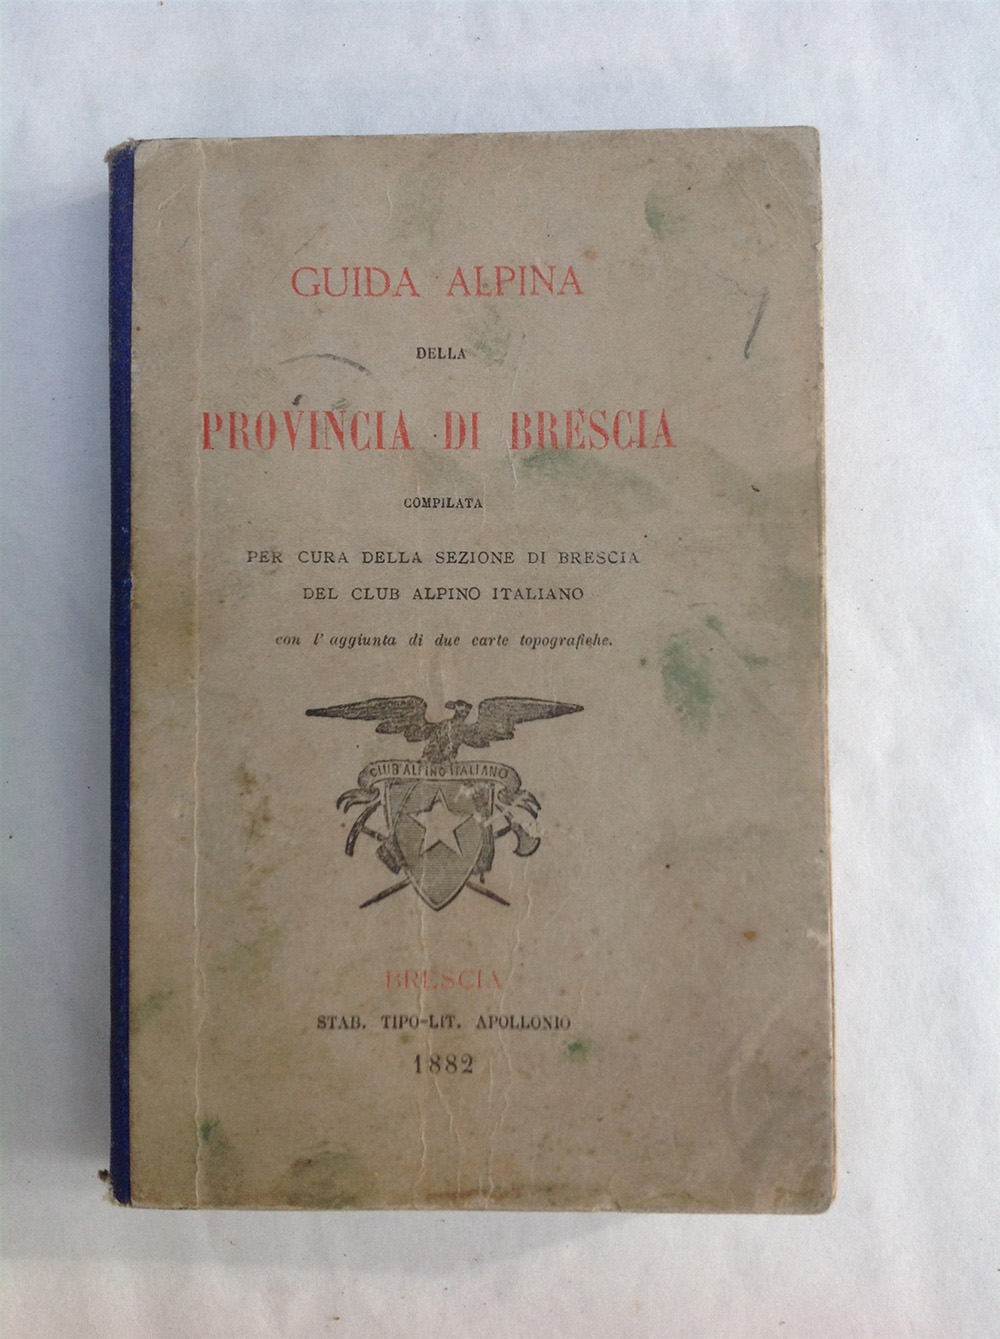 GUIDA ALPINA
DELLA
PROVINCIA DI BRESCIA
COMPILATA
PER CURA DELLA SEZIONE DI BRESCIA
DEL CLUB ALPINO ITALIANO
con l' aggiunta di due carte topografiche.
CLUB ALPINO ITALIANO
BRESCIA
STAB. TIPO-LIT. APOLLONIO
1882